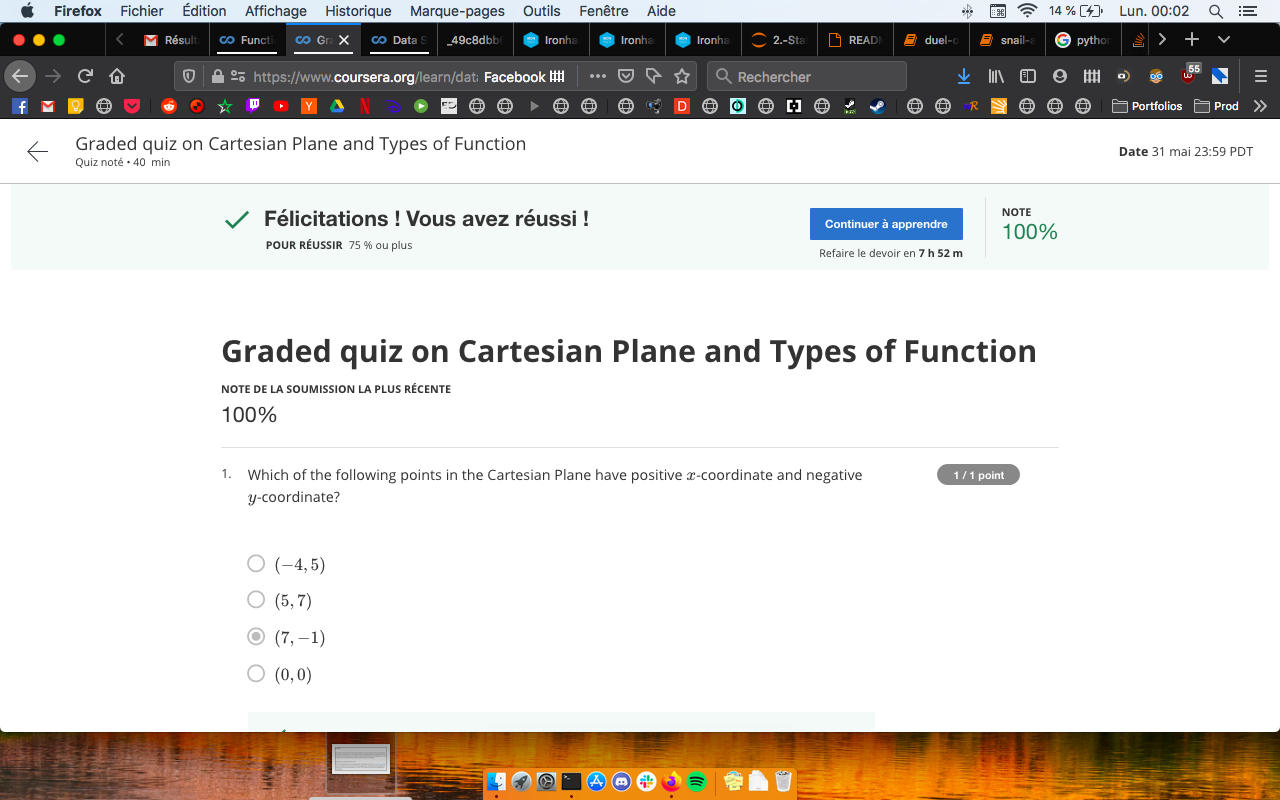 Firefox Fichier Édition Affichage Historique Marque-pages Outils Fenêtre Aide 14 % Lun. 00:02
Résult Functi Gr Data S _49c8dbb Ironha Ironha Ironha 2.-Sta READ duel-o snail-a python
https://www.coursera.org/learn/data Facebook Rechercher 55
Portfolios Prod
Graded quiz on Cartesian Plane and Types of Function
Quiz noté • 40 min
Date 31 mai 23:59 PDT
Félicitations ! Vous avez réussi !
POUR RÉUSSIR 75 % ou plus
Continuer à apprendre
Refaire le devoir en 7 h 52 m
NOTE
100%
Graded quiz on Cartesian Plane and Types of Function
NOTE DE LA SOUMISSION LA PLUS RÉCENTE
100%
1. Which of the following points in the Cartesian Plane have positive x-coordinate and negative
y-coordinate?
1 / 1 point
(−4, 5)
(5, 7)
(7, −1)
(0, 0)